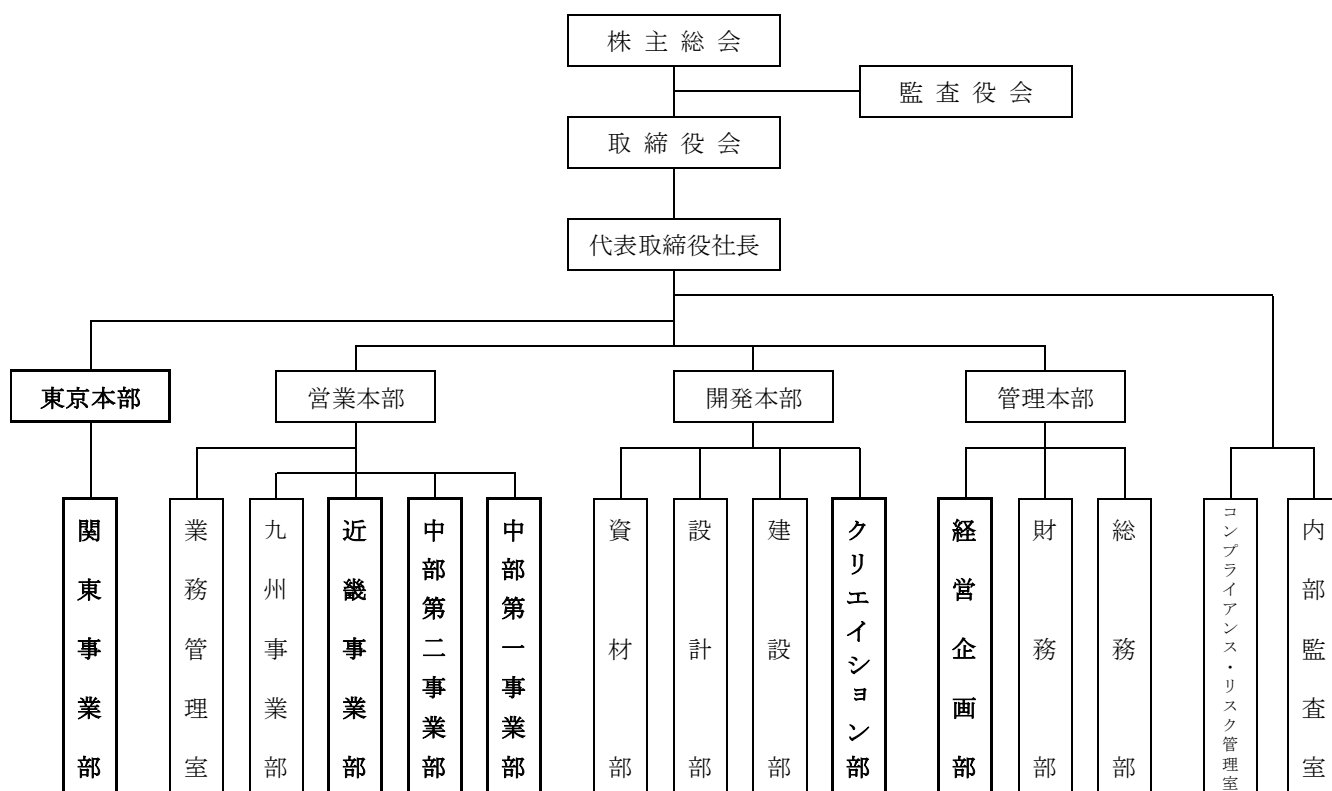 株主総会
監査役会
取締役会
代表取締役社長
東京本部
営業本部
開発本部
管理本部
関東事業部
業務管理室
九州事業部
近畿事業部
中部第二事業部
中部第一事業部
資材部
設計部
建設部
クリエイション部
経営企画部
財務部
総務部
コンプライアンス・リスク管理室
内部監査室